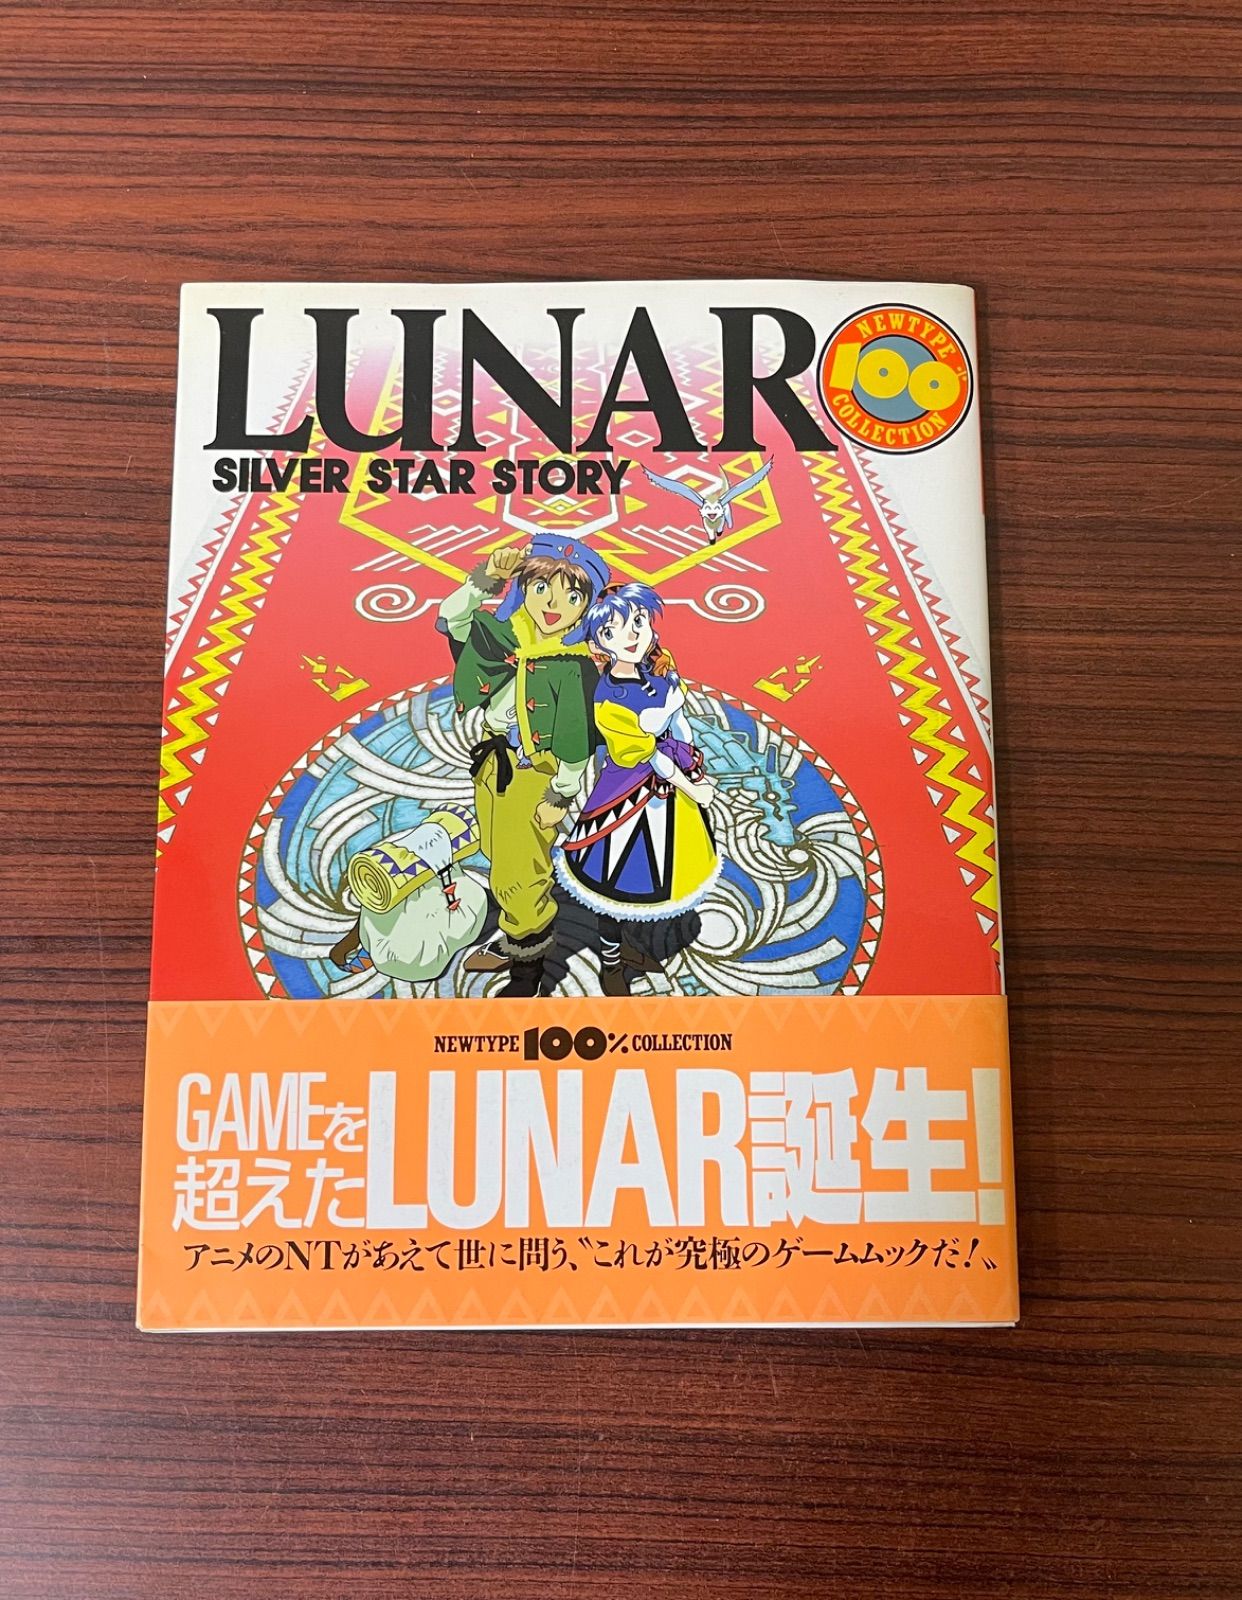 LUNAR
NEWTYPE
100%
COLLECTION
SILVER STAR STORY
NEWTYPE 100% COLLECTION
GAMEを
超えた
LUNAR誕生!
アニメのNTがあえて世に問う、〝これが究極のゲームムックだ!〟